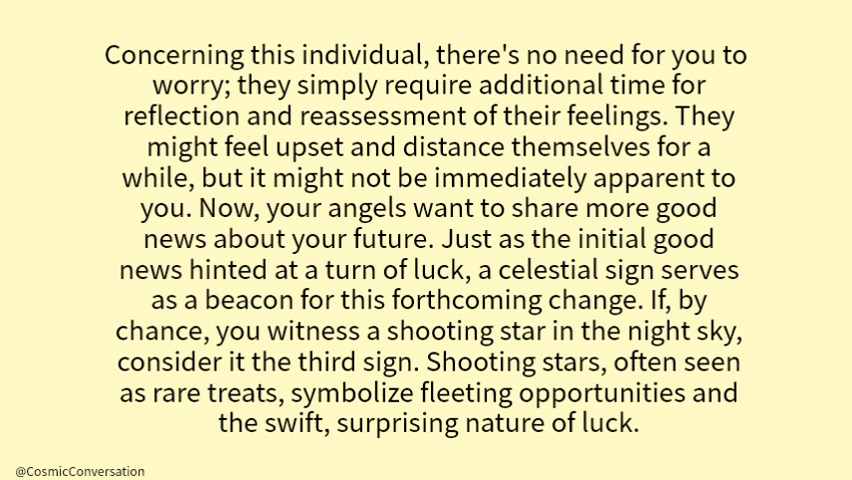 Concerning this individual, there's no need for you to
worry; they simply require additional time for
reflection and reassessment of their feelings. They
might feel upset and distance themselves for a
while, but it might not be immediately apparent to
you. Now, your angels want to share more good
news about your future. Just as the initial good
news hinted at a turn of luck, a celestial sign serves
as a beacon for this forthcoming change. If, by
chance, you witness a shooting star in the night sky,
consider it the third sign. Shooting stars, often seen
as rare treats, symbolize fleeting opportunities and
the swift, surprising nature of luck.
@CosmicConversation